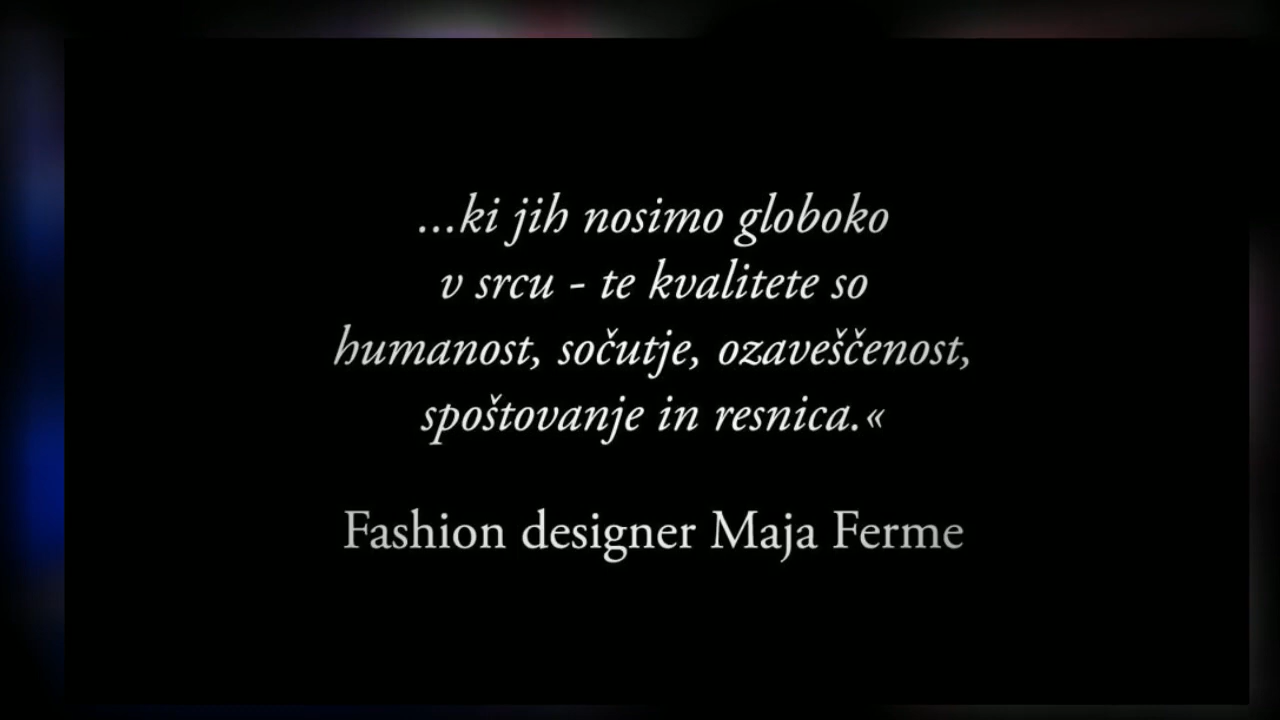 ...ki jih nosimo globoko
v srcu - te kvalitete so
humanost, sočutje, ozaveščenost,
spoštovanje in resnica.«
Fashion designer Maja Ferme